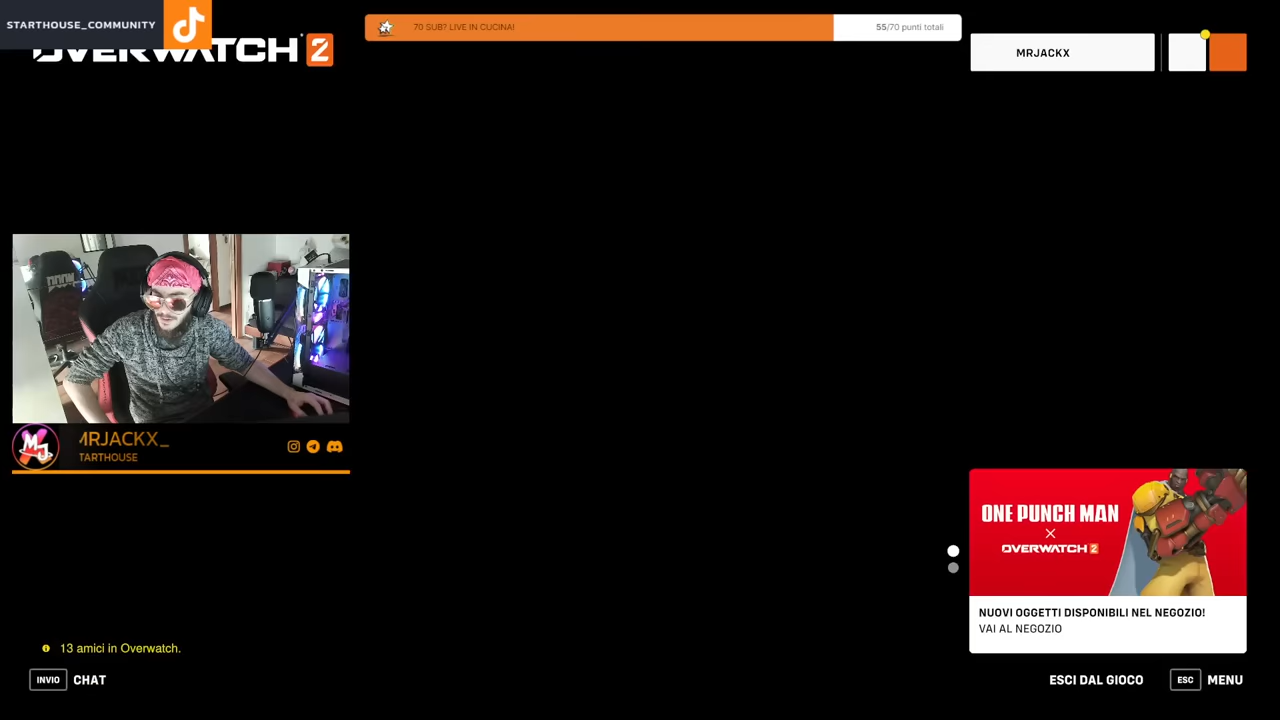 STARTHOUSE_COMMUNITY
OVERWATCH 2
70 SUB? LIVE IN CUCINA!
55/70 punti totali
MRJACKX
DOOM
MRJACKX_
TARTHOUSE
ONE PUNCH MAN
×
OVERWATCH 2
NUOVI OGGETTI DISPONIBILI NEL NEGOZIO!
VAI AL NEGOZIO
13 amici in Overwatch.
INVIO CHAT
ESCI DAL GIOCO
ESC MENU